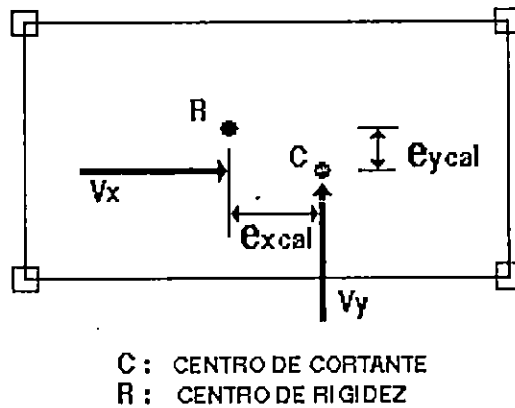 R
C
eycal
Vx
excal
Vy
C : CENTRO DE CORTANTE
R : CENTRO DE RIGIDEZ